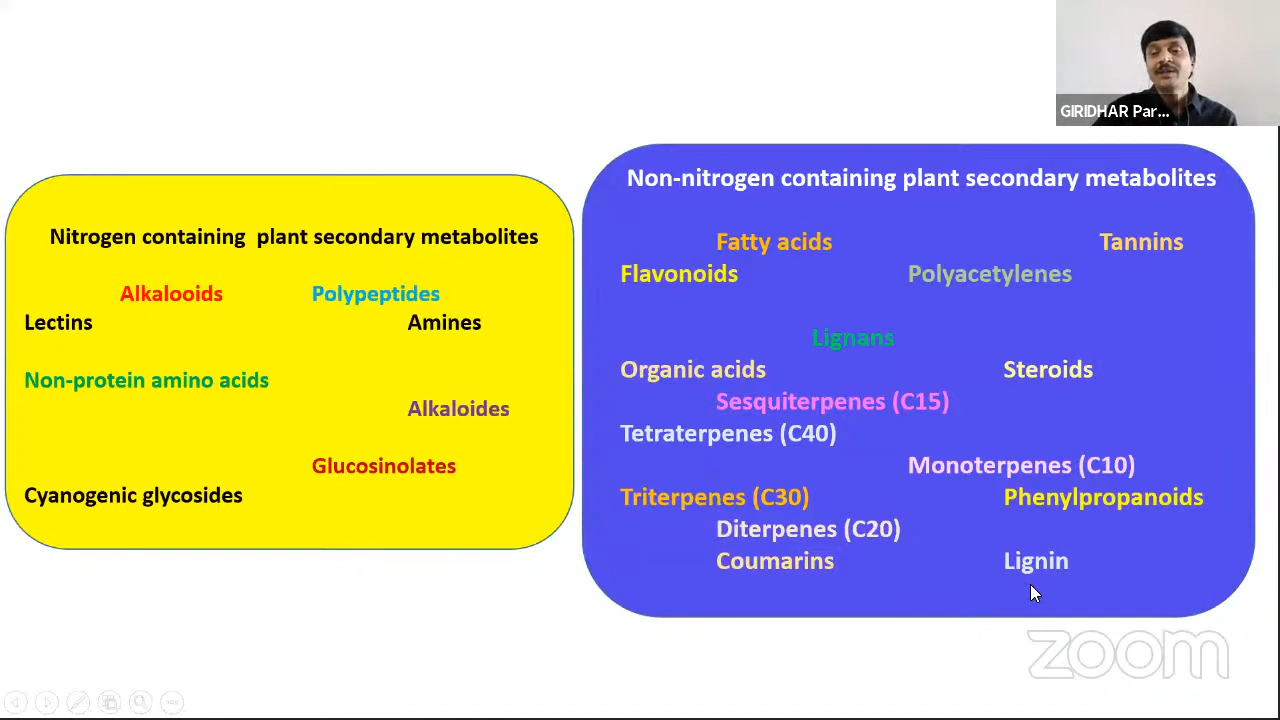 GIRIDHAR Par...
Nitrogen containing plant secondary metabolites
Alkalooids Polypeptides
Lectins Amines
Non-protein amino acids
Alkaloides
Glucosinolates
Cyanogenic glycosides
Non-nitrogen containing plant secondary metabolites
Fatty acids Tannins
Flavonoids Polyacetylenes
Lignans
Organic acids Steroids
Sesquiterpenes (C15)
Tetraterpenes (C40)
Monoterpenes (C10)
Triterpenes (C30) Phenylpropanoids
Diterpenes (C20)
Coumarins Lignin
zoom